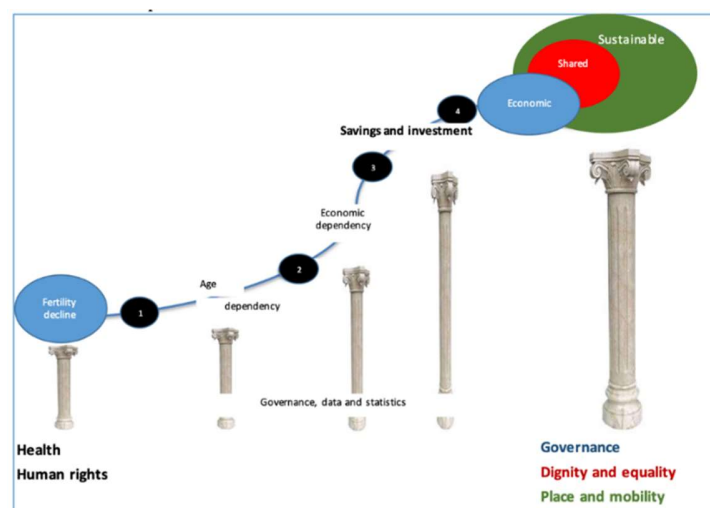 Sustainable
Shared
Economic
4
Savings and investment
3
Economic
dependency
2
Age
dependency
Fertility
decline
1
Governance, data and statistics
Health
Human rights
Governance
Dignity and equality
Place and mobility